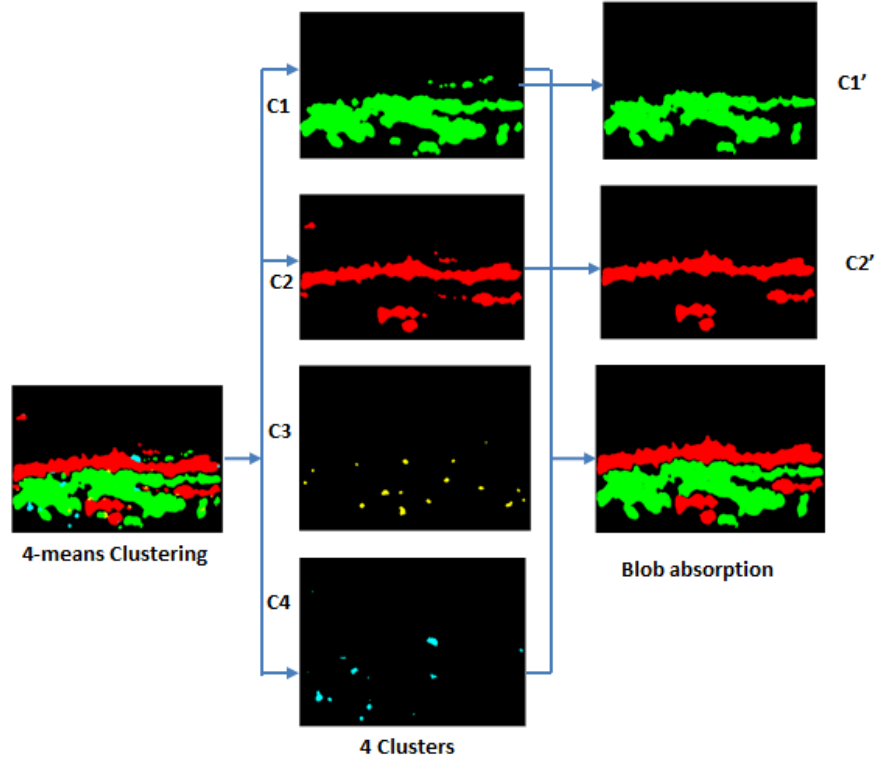 C1
C1’
C2
C2’
C3
4-means Clustering
Blob absorption
C4
4 Clusters